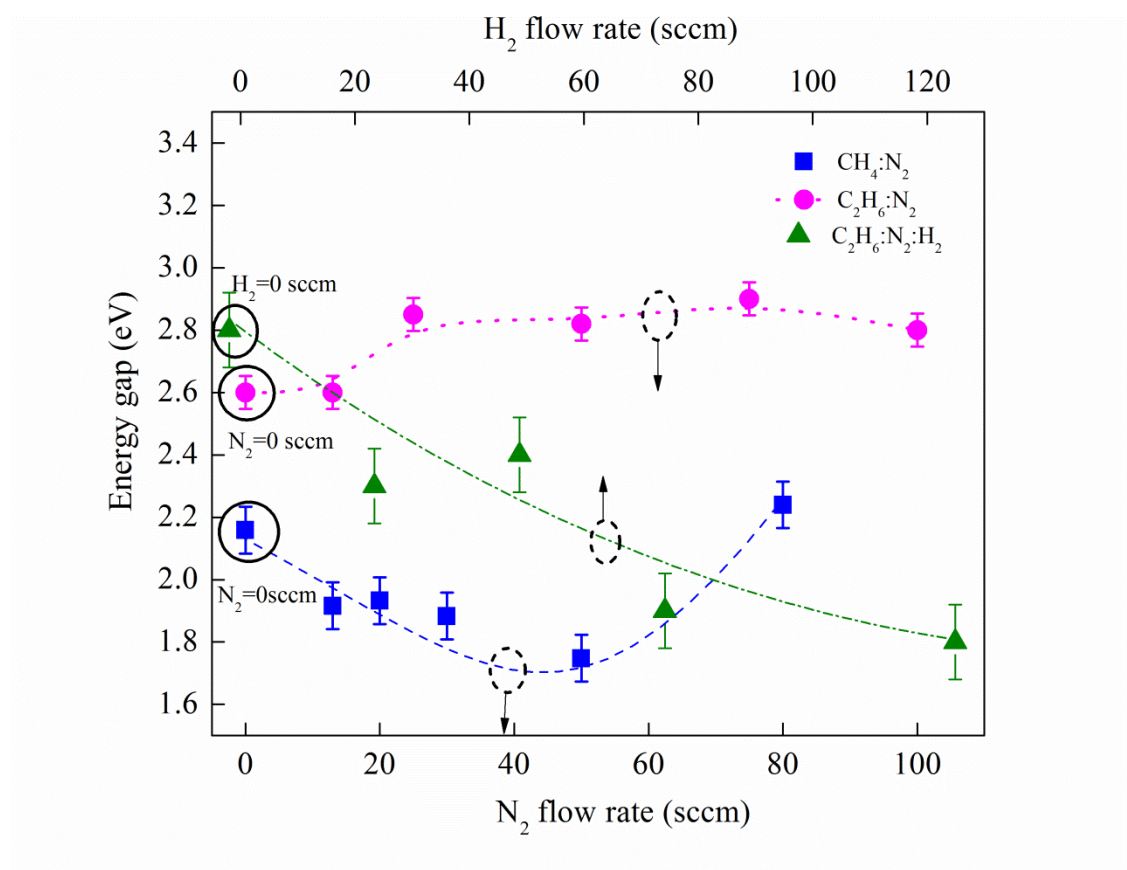 H₂ flow rate (sccm)
0 20 40 60 80 100 120
3.4
3.2
3.0
2.8
2.6
2.4
2.2
2.0
1.8
1.6
Energy gap (eV)
CH₄:N₂
C₂H₆:N₂
C₂H₆:N₂:H₂
H₂=0 sccm
N₂=0 sccm
N₂=0sccm
0 20 40 60 80 100
N₂ flow rate (sccm)